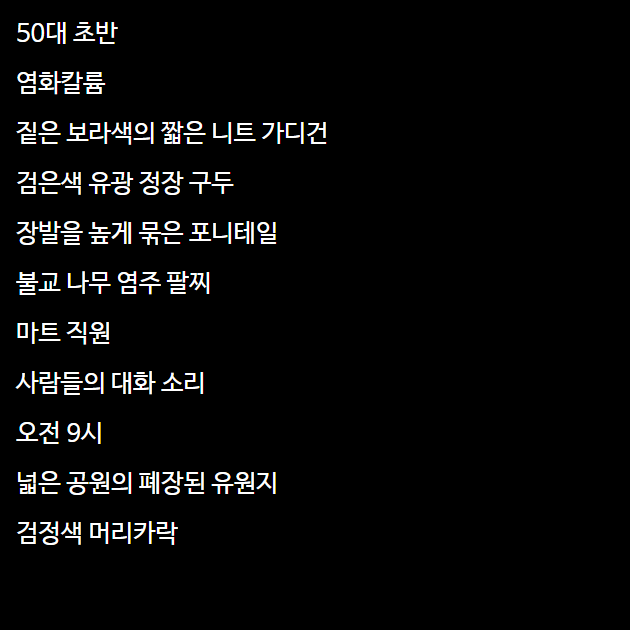 50대 초반
염화칼륨
짙은 보라색의 짧은 니트 가디건
검은색 유광 정장 구두
장발을 높게 묶은 포니테일
불교 나무 염주 팔찌
마트 직원
사람들의 대화 소리
오전 9시
넓은 공원의 폐장된 유원지
검정색 머리카락